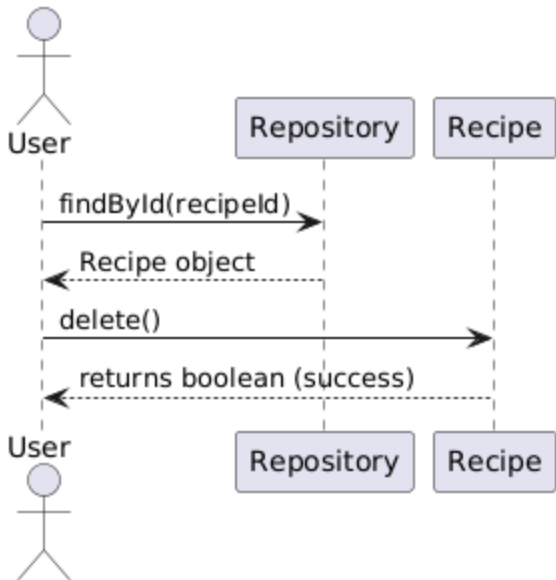 User
Repository
Recipe
findById(recipeId)
Recipe object
delete()
returns boolean (success)
User
Repository
Recipe